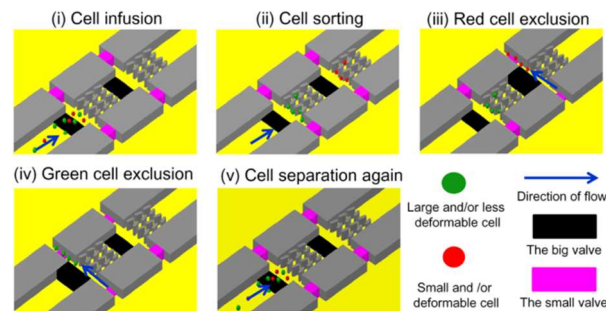 (i) Cell infusion
(ii) Cell sorting
(iii) Red cell exclusion
(iv) Green cell exclusion
(v) Cell separation again
Large and/or less
deformable cell
Direction of flow
The big valve
Small and /or
deformable cell
The small valve